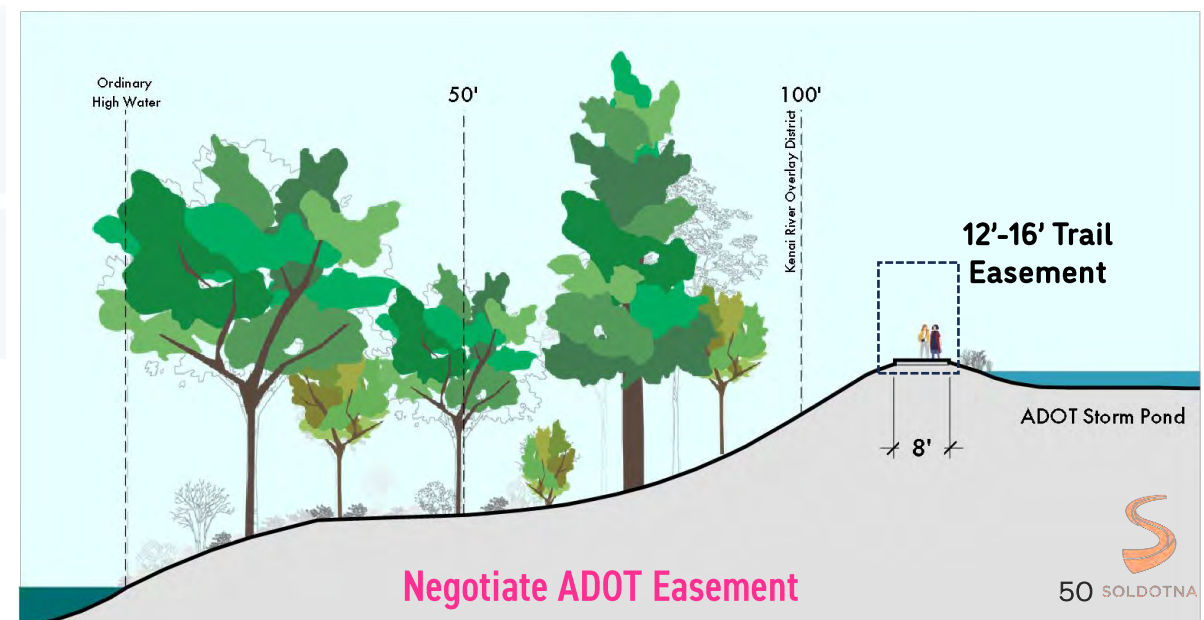 Ordinary
High Water
50'
100'
Kenai River Overlay District
12'-16' Trail
Easement
ADOT Storm Pond
8'
Negotiate ADOT Easement
50 SOLDOTNA